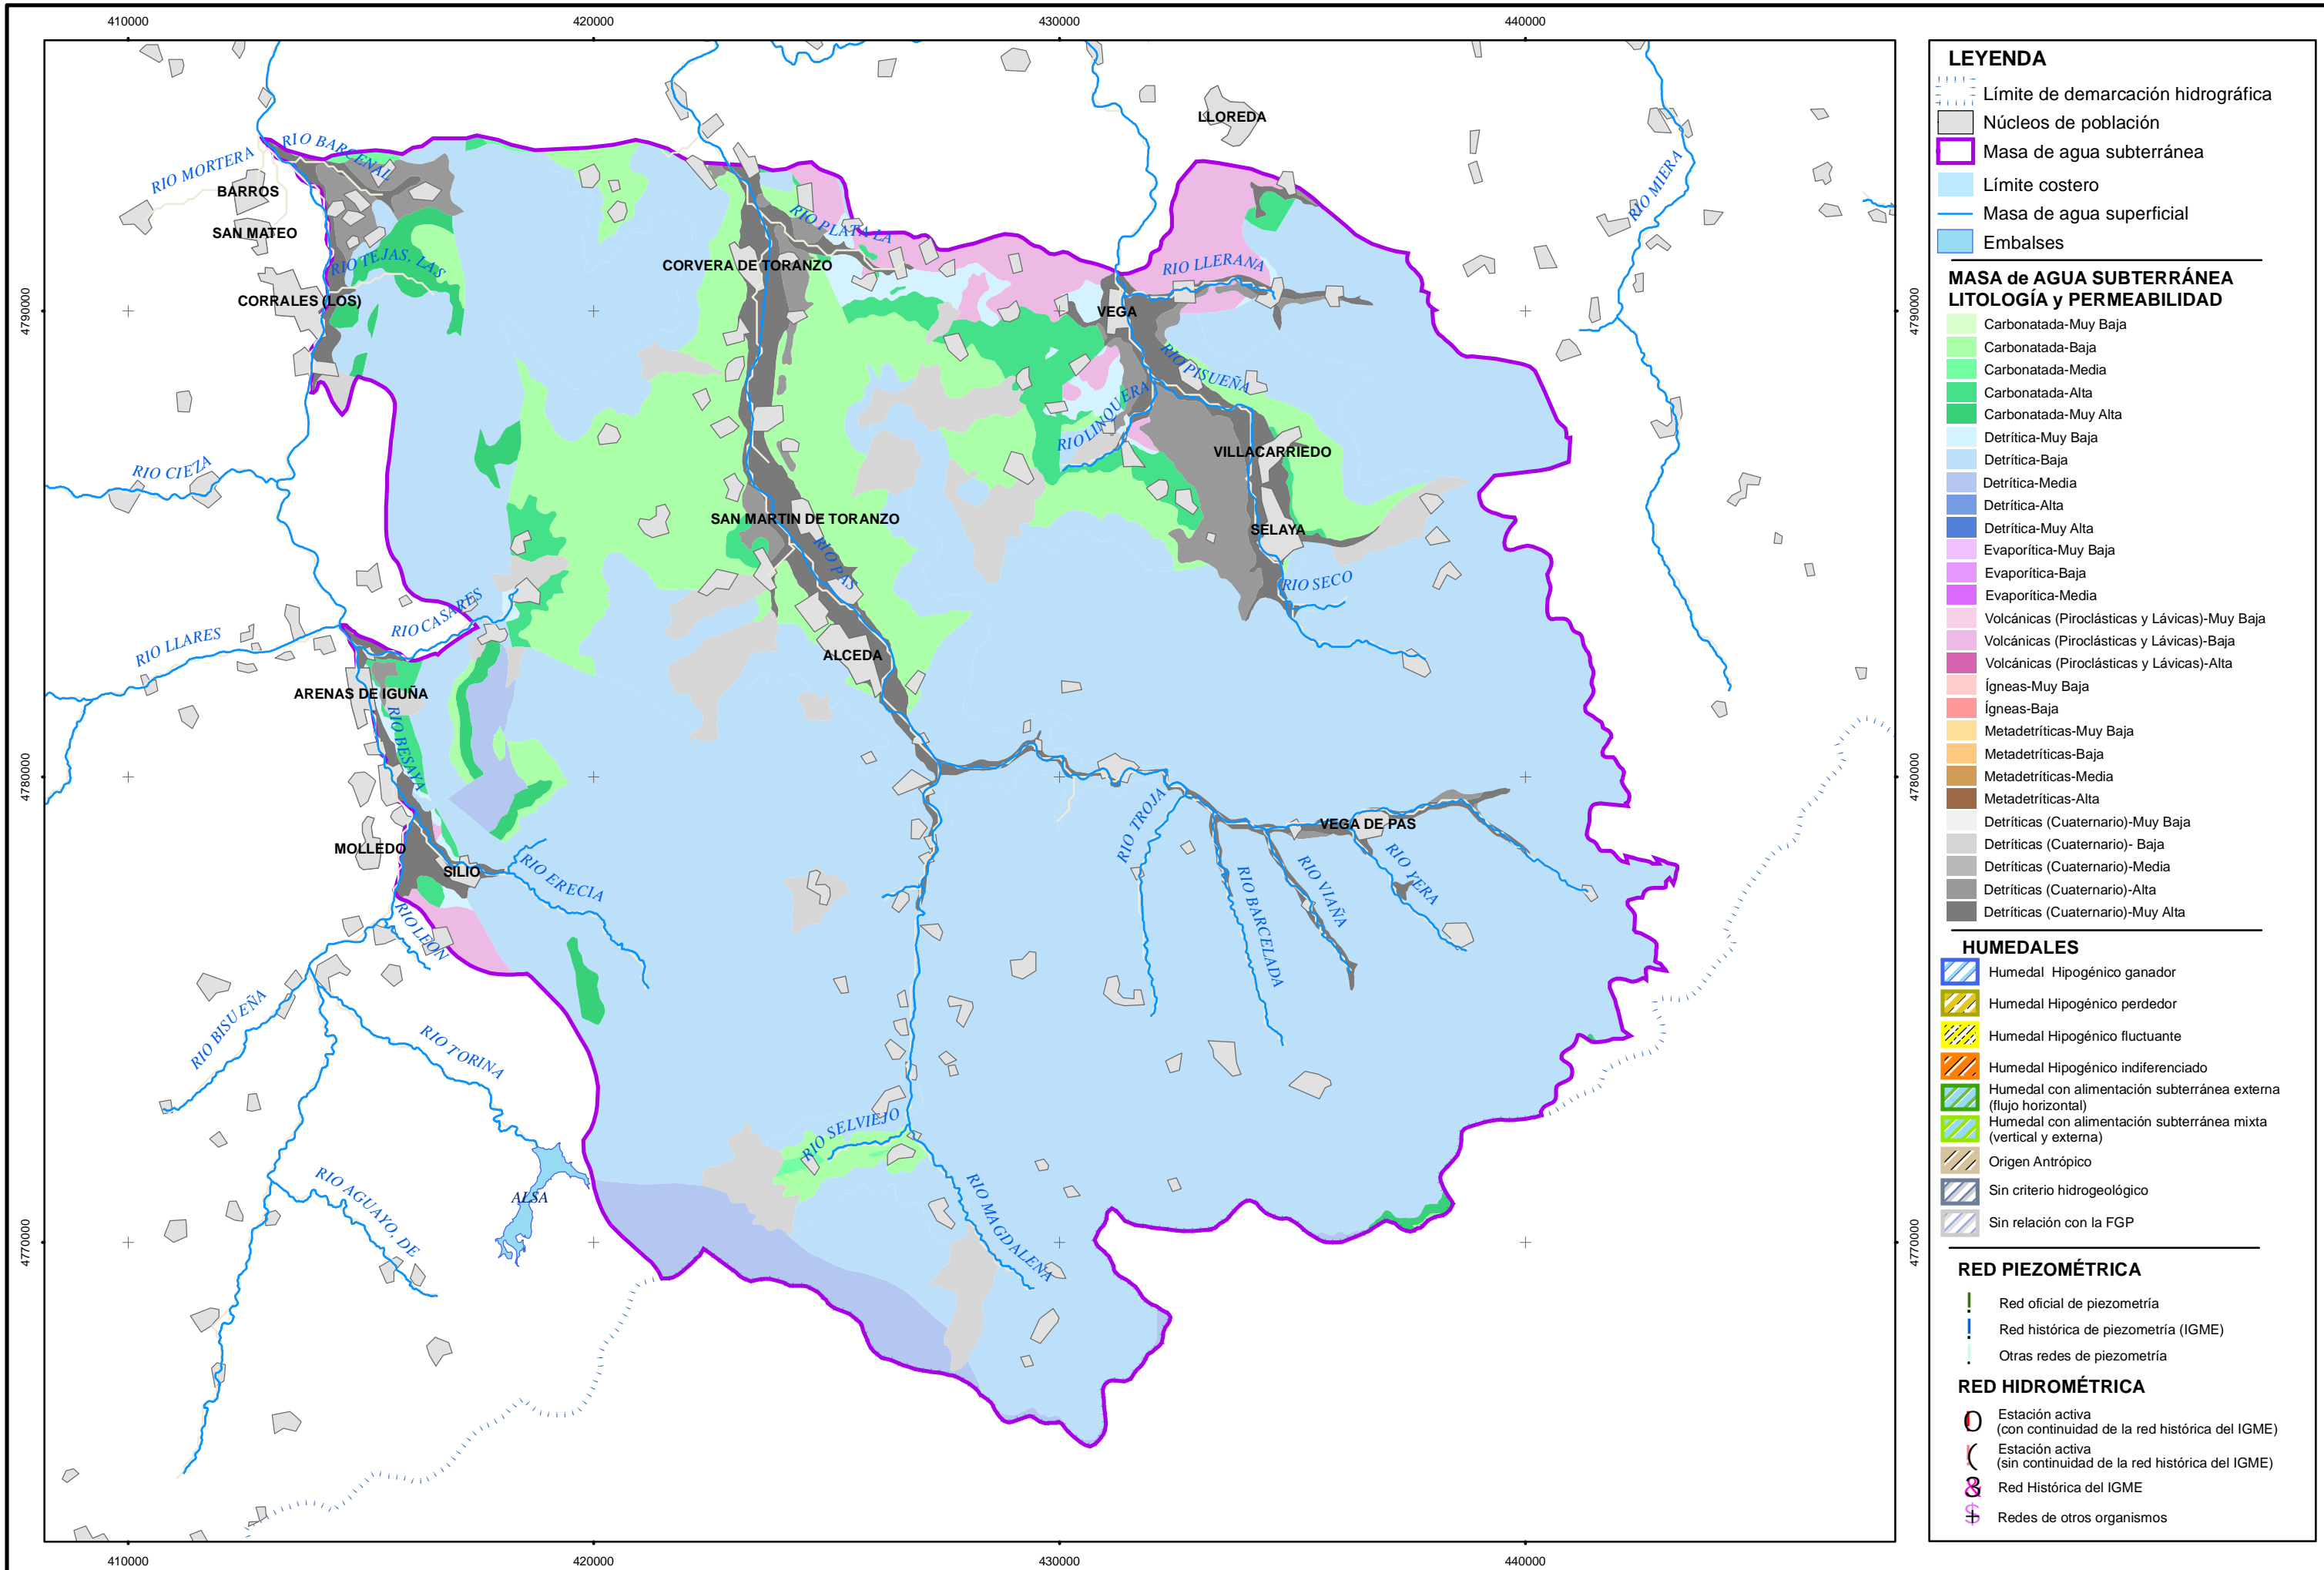 410000
420000
430000
440000
4790000
4780000
4770000
4790000
4780000
4770000
410000
420000
430000
440000
LLOREDA
RIO BARCENAL
RIO MORTERA
BARROS
SAN MATEO
RIO TEJAS, LAS
CORRALES (LOS)
RIO PLATA LA
CORVERA DE TORANZO
RIO MIERA
RIO LLERANA
VEGA
RIO PISUEÑA
RIO LINQUERA
VILLACARRIEDO
RIO CIEZA
SAN MARTIN DE TORANZO
SELAYA
RIO PAS
RIO SECO
RIO CASARES
RIO LLARES
ALCEDA
ARENAS DE IGUÑA
RIO BESAYA
RIO TROJA
VEGA DE PAS
MOLLEDO
SILIO
RIO ERECIA
RIO BARCELADA
RIO VIAÑA
RIO YERA
RIO LEON
RIO BISUEÑA
RIO TORINA
RIO SELVIEJO
RIO AGUAYO, DE
ALSA
RIO MAGDALENA
LEYENDA
Límite de demarcación hidrográfica
Núcleos de población
Masa de agua subterránea
Límite costero
Masa de agua superficial
Embalses
MASA de AGUA SUBTERRÁNEA
LITOLOGÍA y PERMEABILIDAD
Carbonatada-Muy Baja
Carbonatada-Baja
Carbonatada-Media
Carbonatada-Alta
Carbonatada-Muy Alta
Detrítica-Muy Baja
Detrítica-Baja
Detrítica-Media
Detrítica-Alta
Detrítica-Muy Alta
Evaporítica-Muy Baja
Evaporítica-Baja
Evaporítica-Media
Volcánicas (Piroclásticas y Lávicas)-Muy Baja
Volcánicas (Piroclásticas y Lávicas)-Baja
Volcánicas (Piroclásticas y Lávicas)-Alta
Ígneas-Muy Baja
Ígneas-Baja
Metadetríticas-Muy Baja
Metadetríticas-Baja
Metadetríticas-Media
Metadetríticas-Alta
Detríticas (Cuaternario)-Muy Baja
Detríticas (Cuaternario)- Baja
Detríticas (Cuaternario)-Media
Detríticas (Cuaternario)-Alta
Detríticas (Cuaternario)-Muy Alta
HUMEDALES
Humedal Hipogénico ganador
Humedal Hipogénico perdedor
Humedal Hipogénico fluctuante
Humedal Hipogénico indiferenciado
Humedal con alimentación subterránea externa
(flujo horizontal)
Humedal con alimentación subterránea mixta
(vertical y externa)
Origen Antrópico
Sin criterio hidrogeológico
Sin relación con la FGP
RED PIEZOMÉTRICA
Red oficial de piezometría
Red histórica de piezometría (IGME)
Otras redes de piezometría
RED HIDROMÉTRICA
Estación activa
(con continuidad de la red histórica del IGME)
Estación activa
(sin continuidad de la red histórica del IGME)
Red Histórica del IGME
Redes de otros organismos